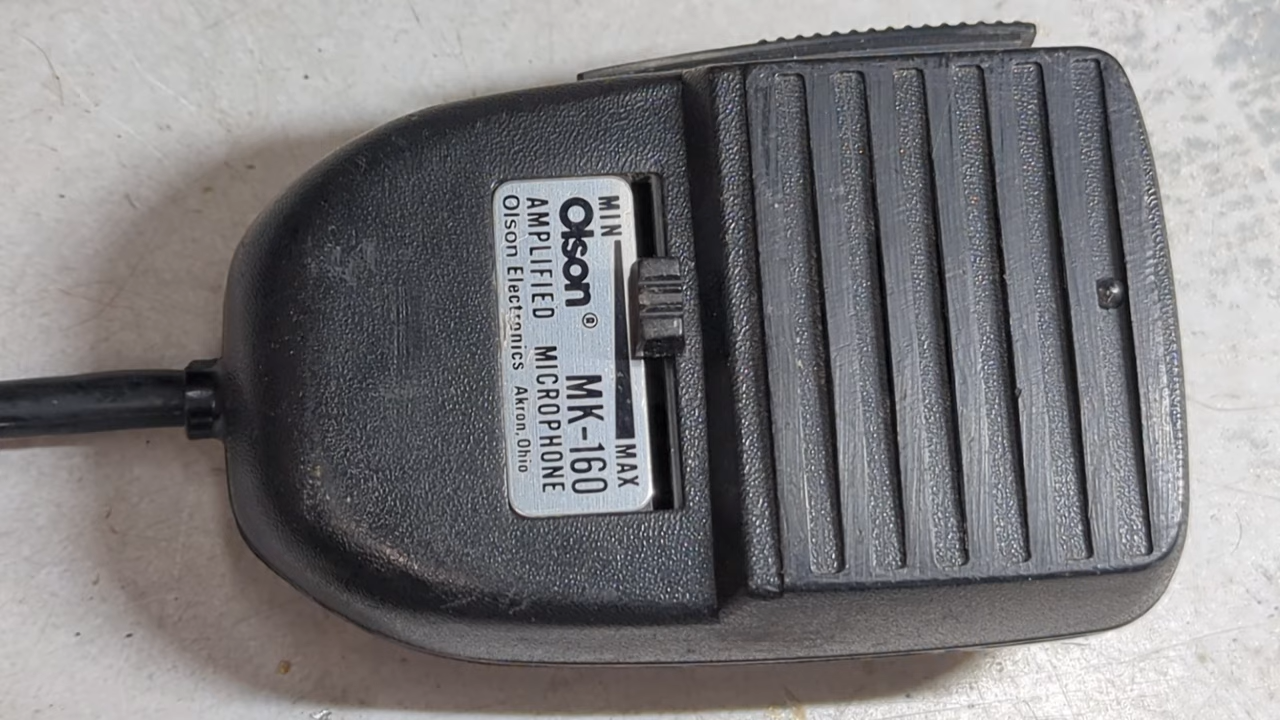 MIN MAX
Olson® MK-160
AMPLIFIED MICROPHONE
Olson Electronics Akron, Ohio.